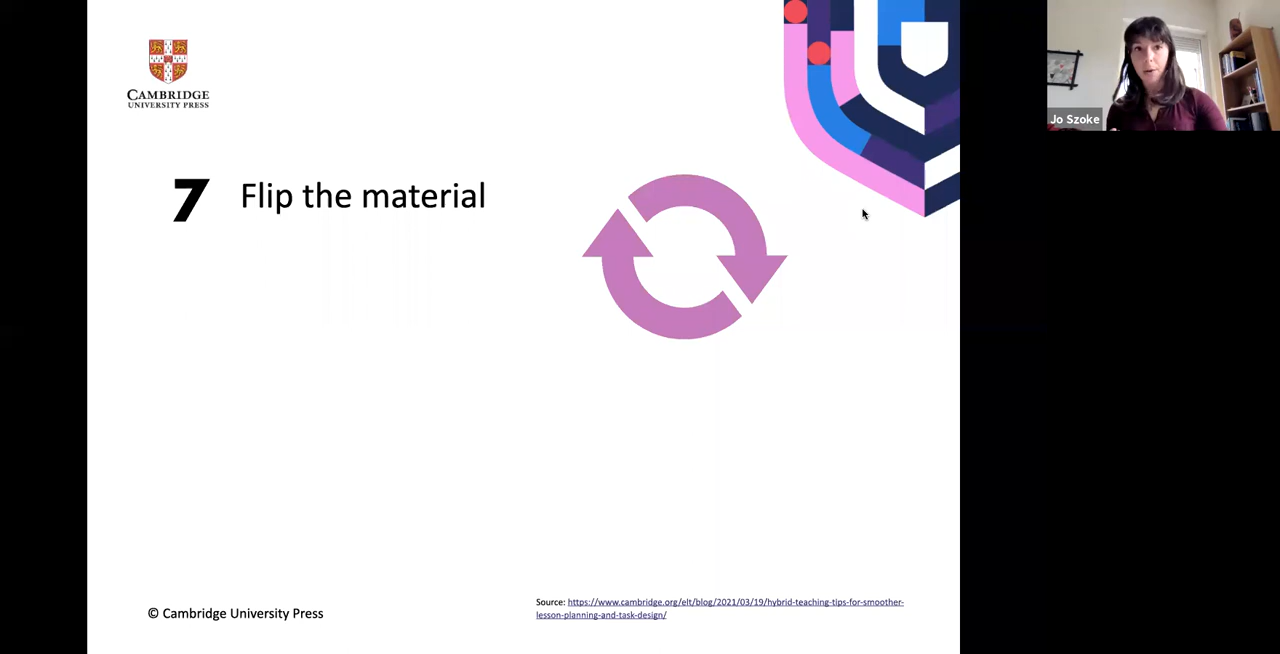 CAMBRIDGE
UNIVERSITY PRESS
Jo Szoke
7 Flip the material
Source: https://www.cambridge.org/elt/blog/2021/03/19/hybrid-teaching-tips-for-smoother-
lesson-planning-and-task-design/
© Cambridge University Press